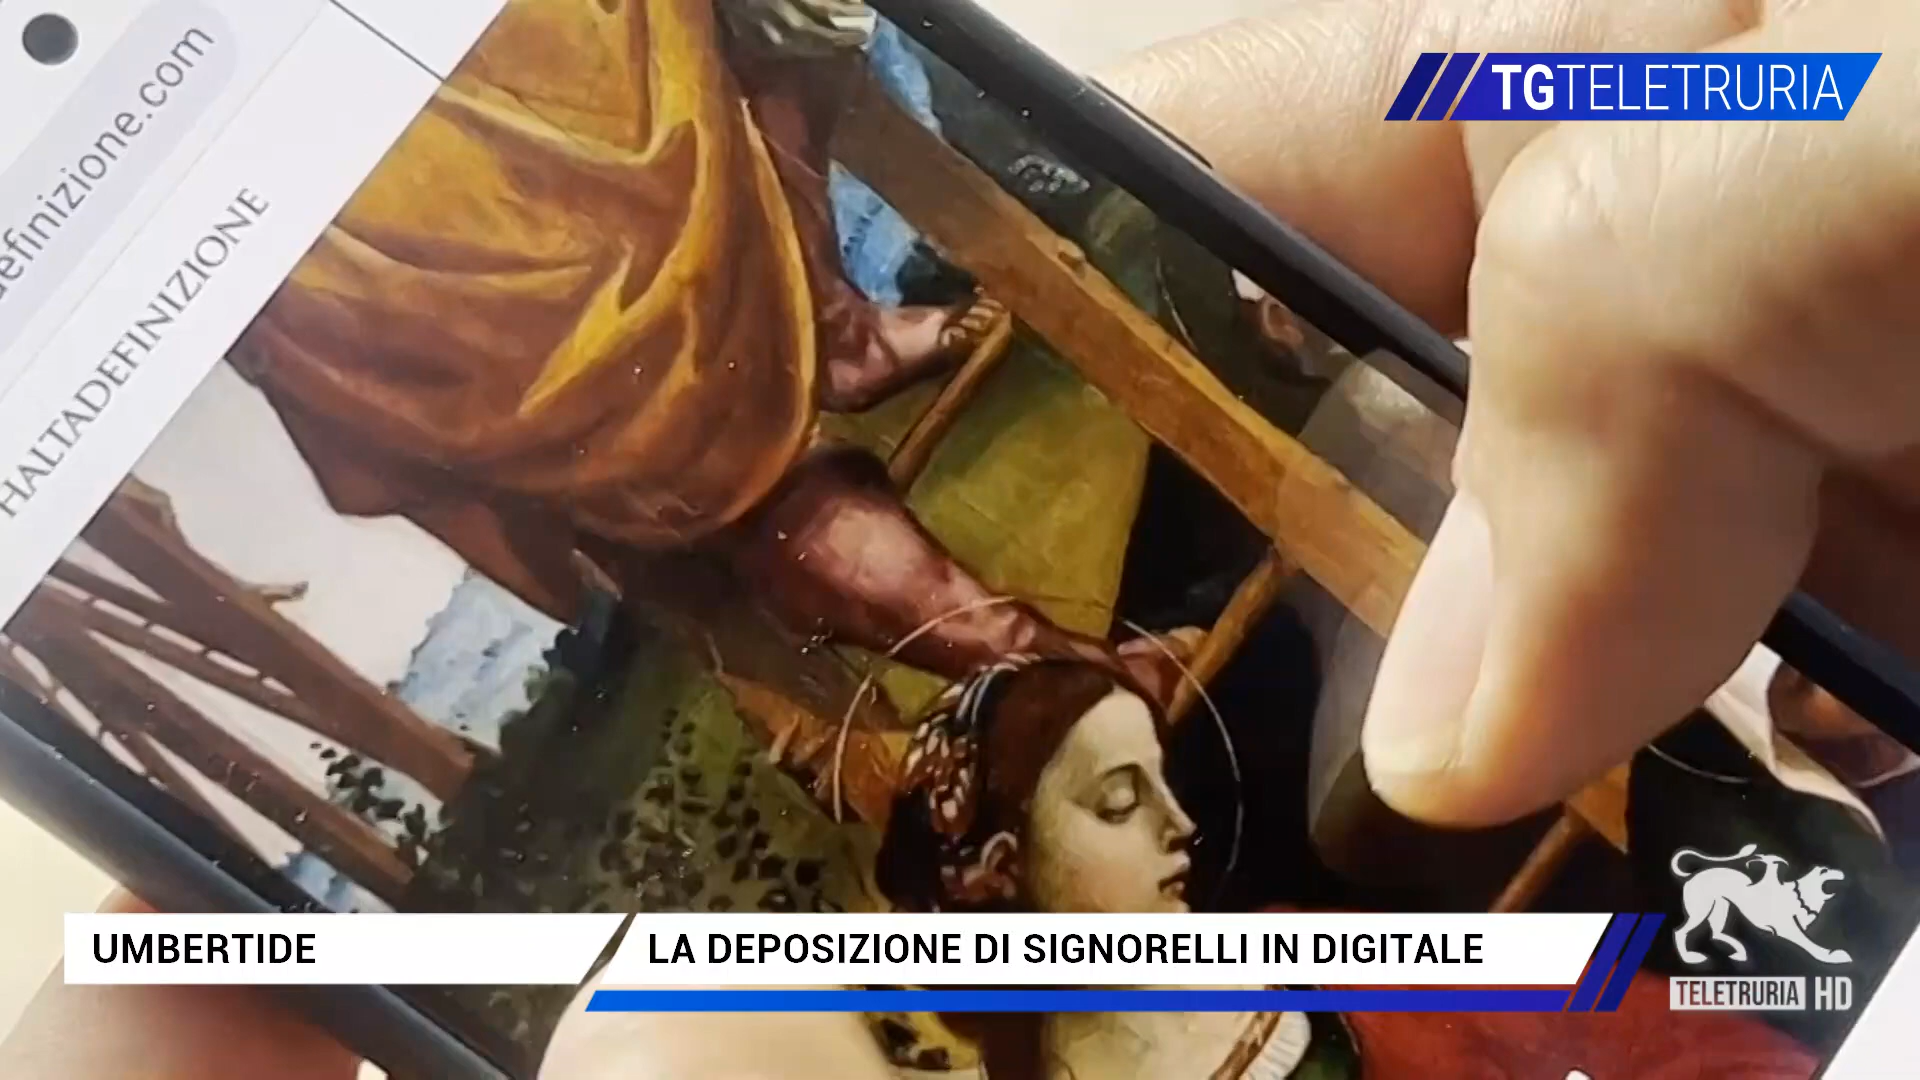 efinizione.com
HALTADEFINIZIONE
TGTELETRURIA
UMBERTIDE
LA DEPOSIZIONE DI SIGNORELLI IN DIGITALE
TELETRURIA HD